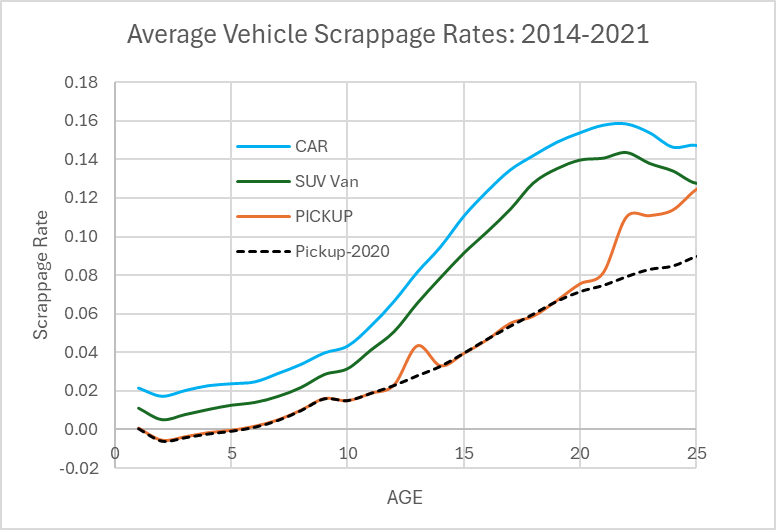 Average Vehicle Scrappage Rates: 2014-2021
0.18
0.16
0.14
0.12
0.10
0.08
0.06
0.04
0.02
0.00
-0.02
Scrappage Rate
CAR
SUV Van
PICKUP
Pickup-2020
0 5 10 15 20 25
AGE